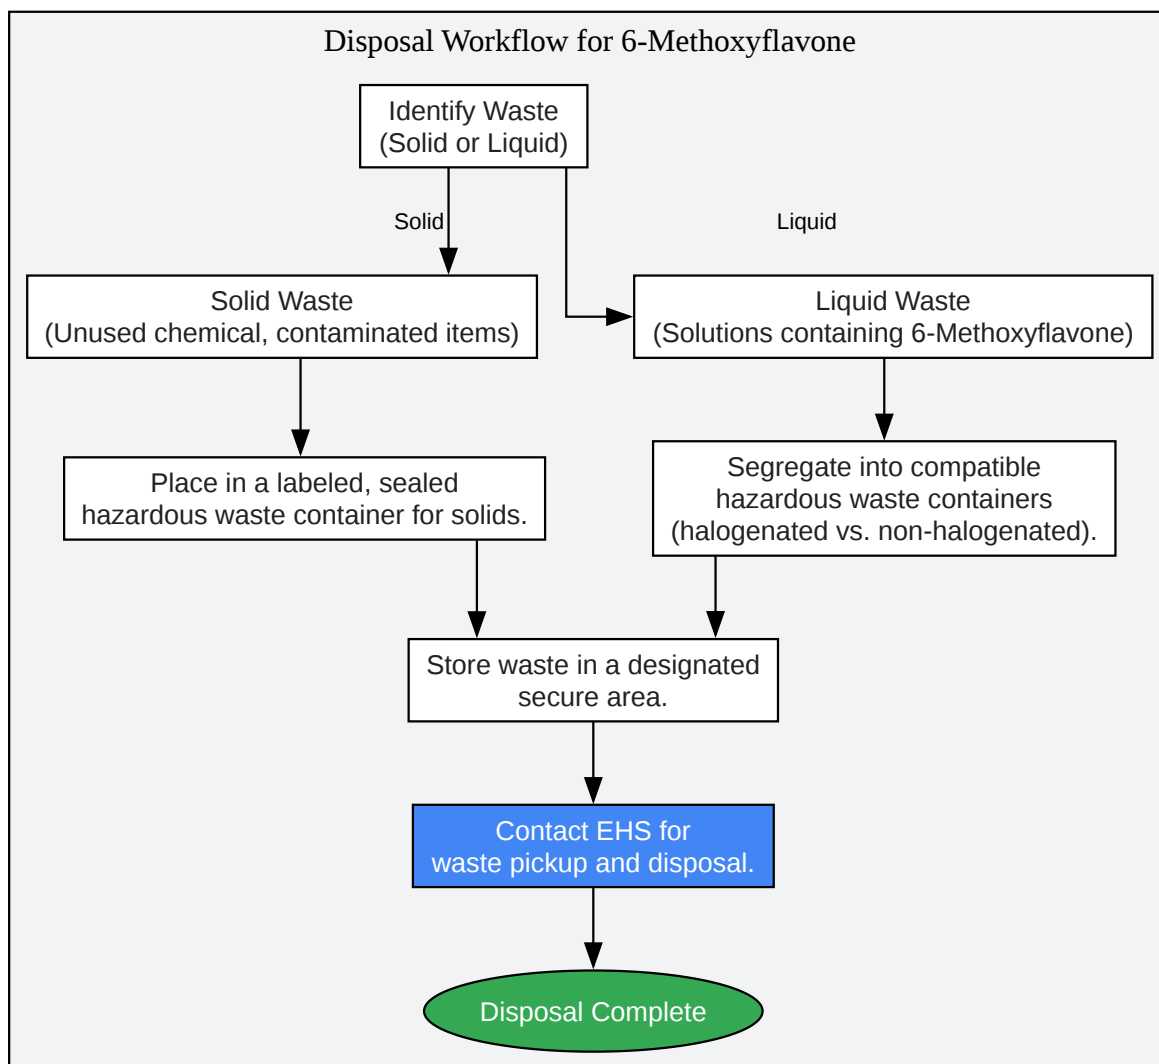 Disposal Workflow for 6-Methoxyflavone
Identify Waste
(Solid or Liquid)
Solid
Liquid
Solid Waste
(Unused chemical, contaminated items)
Liquid Waste
(Solutions containing 6-Methoxyflavone)
Place in a labeled, sealed
hazardous waste container for solids.
Segregate into compatible
hazardous waste containers
(halogenated vs. non-halogenated).
Store waste in a designated
secure area.
Contact EHS for
waste pickup and disposal.
Disposal Complete